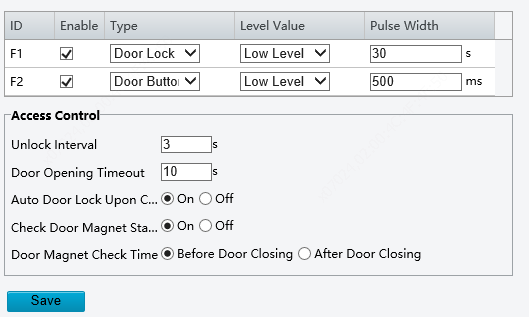 ID Enable Type Level Value Pulse Width
F1 Door Lock Low Level 30 s
F2 Door Butto Low Level 500 ms
Access Control
Unlock Interval 3 s
Door Opening Timeout 10 s
Auto Door Lock Upon C... On Off
Check Door Magnet Sta... On Off
Door Magnet Check Time Before Door Closing After Door Closing
Save